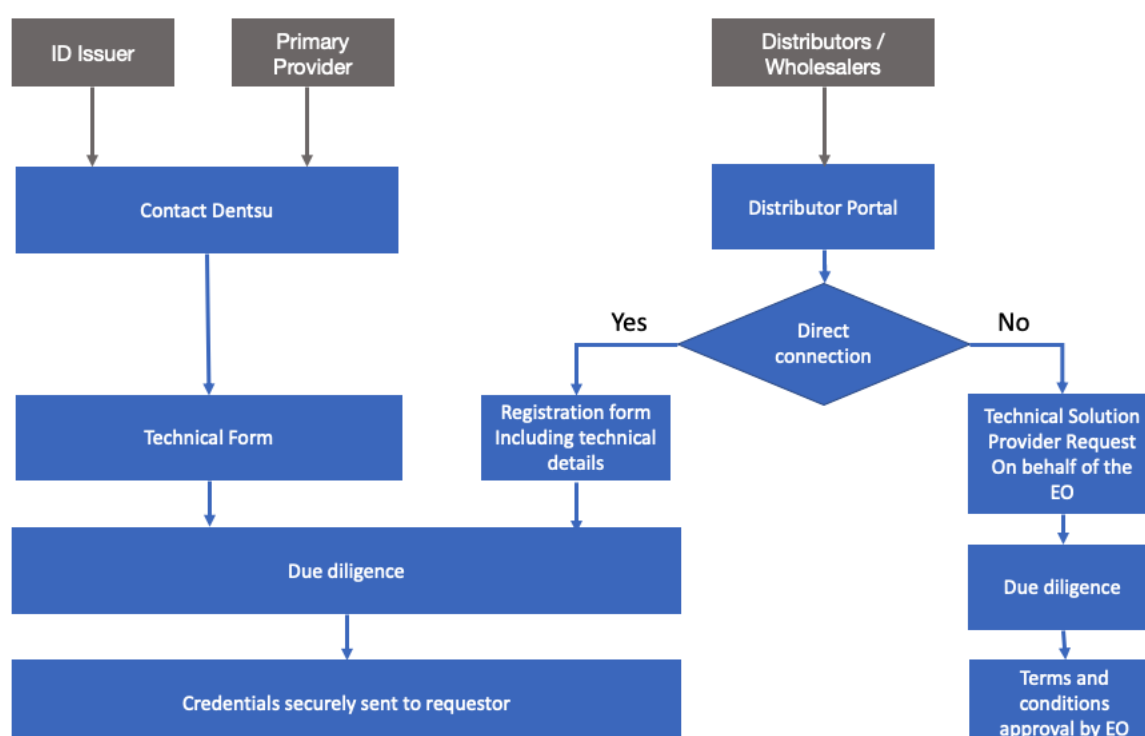 ID Issuer
Primary
Provider
Distributors /
Wholesalers
Contact Dentsu
Distributor Portal
Yes
No
Direct
connection
Technical Form
Registration form
Including technical
details
Technical Solution
Provider Request
On behalf of the
EO
Due diligence
Due diligence
Credentials securely sent to requestor
Terms and
conditions
approval by EO